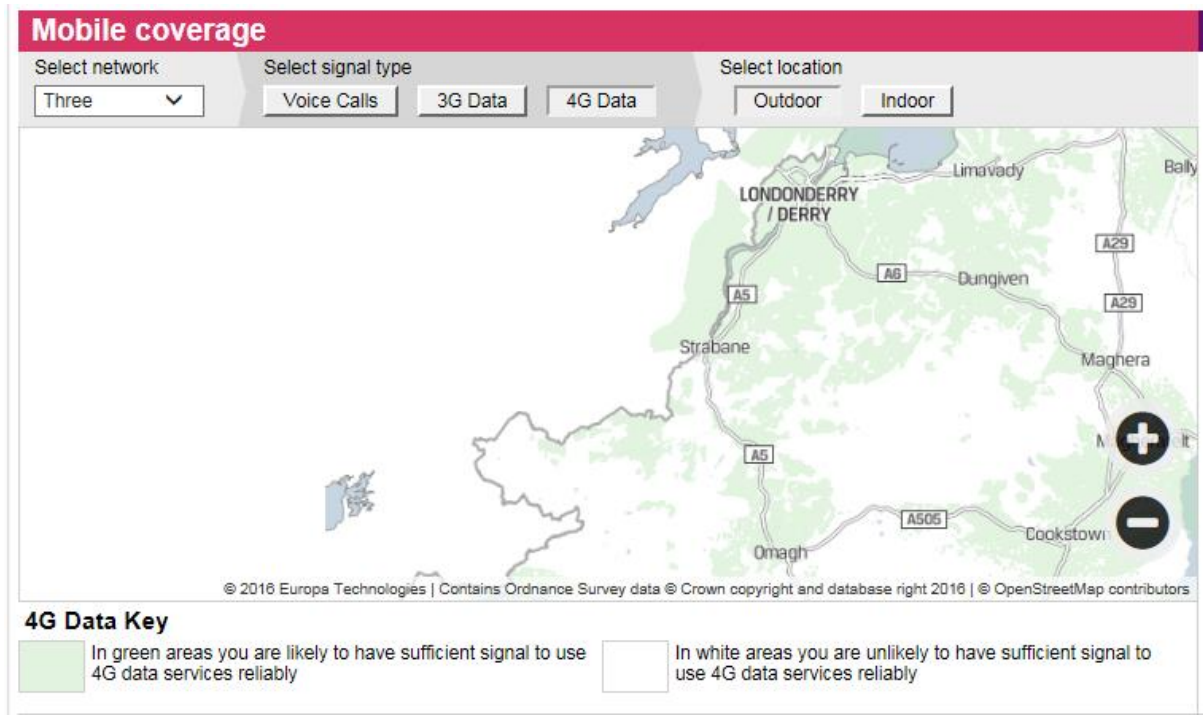 Mobile coverage
Select network
Select signal type
Select location
Three
Voice Calls
3G Data
4G Data
Outdoor
Indoor
Limavady
Bally
LONDONDERRY
/ DERRY
A29
A6
Dungiven
A5
A29
Strabane
Maghera
A5
A505
Cookstown
Omagh
© 2016 Europa Technologies | Contains Ordnance Survey data © Crown copyright and database right 2016 | © OpenStreetMap contributors
4G Data Key
In green areas you are likely to have sufficient signal to use
4G data services reliably
In white areas you are unlikely to have sufficient signal to
use 4G data services reliably